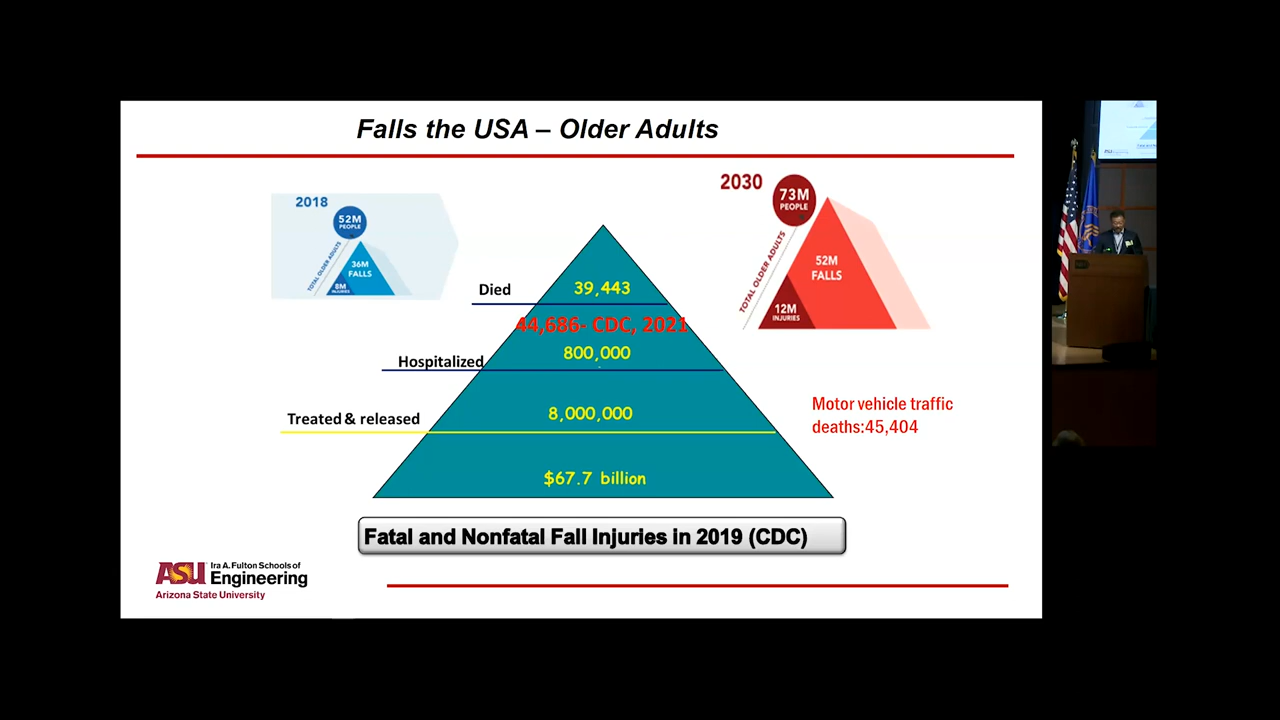 Falls the USA – Older Adults
2018
52M
PEOPLE
TOTAL OLDER ADULTS
36M
FALLS
8M
INJURIES
2030
73M
PEOPLE
TOTAL OLDER ADULTS
52M
FALLS
12M
INJURIES
Died 39,443
44,686- CDC, 2021
Hospitalized 800,000
Treated & released 8,000,000
$67.7 billion
Motor vehicle traffic
deaths:45,404
Fatal and Nonfatal Fall Injuries in 2019 (CDC)
ASU Ira A. Fulton Schools of
Engineering
Arizona State University